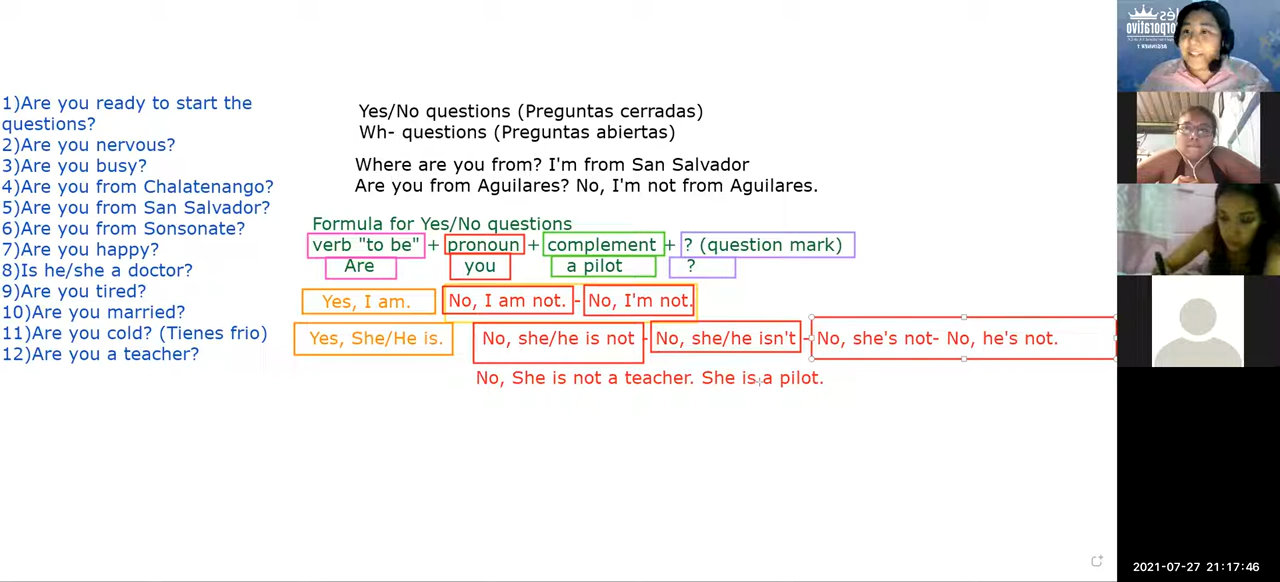 1)Are you ready to start the
questions?
2)Are you nervous?
3)Are you busy?
4)Are you from Chalatenango?
5)Are you from San Salvador?
6)Are you from Sonsonate?
7)Are you happy?
8)Is he/she a doctor?
9)Are you tired?
10)Are you married?
11)Are you cold? (Tienes frio)
12)Are you a teacher?
Yes/No questions (Preguntas cerradas)
Wh- questions (Preguntas abiertas)
Where are you from? I'm from San Salvador
Are you from Aguilares? No, I'm not from Aguilares.
Formula for Yes/No questions
verb "to be" + pronoun + complement + ? (question mark)
Are you a pilot ?
Yes, I am. No, I am not. - No, I'm not.
Yes, She/He is. No, she/he is not - No, she/he isn't - No, she's not- No, he's not.
No, She is not a teacher. She is a pilot.
2021-07-27 21:17:46